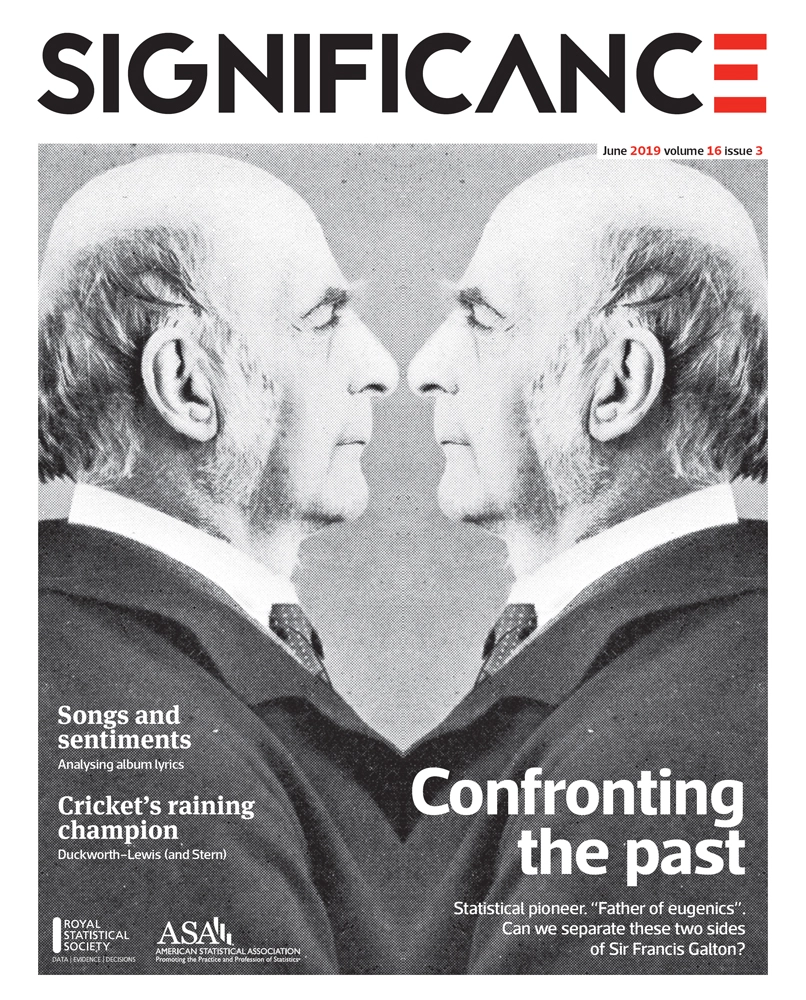 SIGNIFICANCE
June 2019 volume 16 issue 3
Songs and
sentiments
Analysing album lyrics
Cricket's raining
champion
Duckworth–Lewis (and Stern)
Confronting
the past
Statistical pioneer. “Father of eugenics”.
Can we separate these two sides
of Sir Francis Galton?
ROYAL
STATISTICAL
SOCIETY
DATA | EVIDENCE | DECISIONS
ASA
AMERICAN STATISTICAL ASSOCIATION
Promoting the Practice and Profession of Statistics®